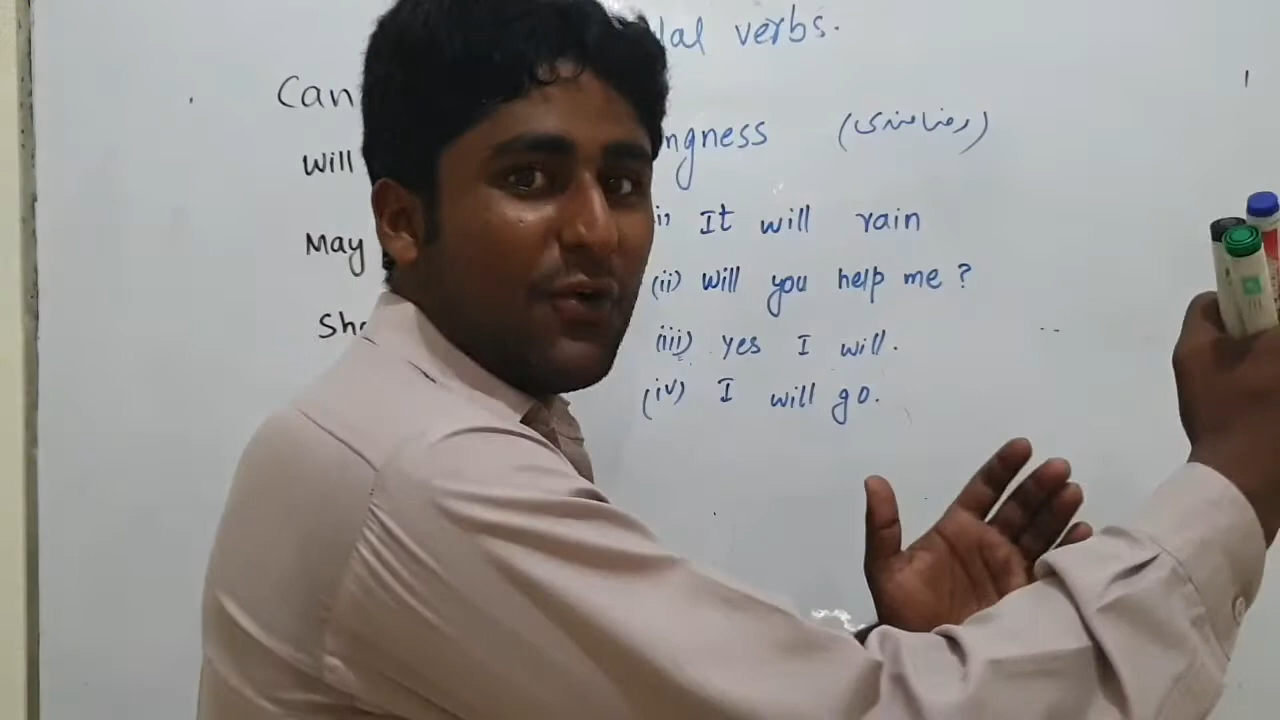 dal verbs.
Can
ngness (رضامندی)
Will
i) It will rain
May
(ii) Will you help me?
Sho
(iii) yes I will.
(iv) I will go.